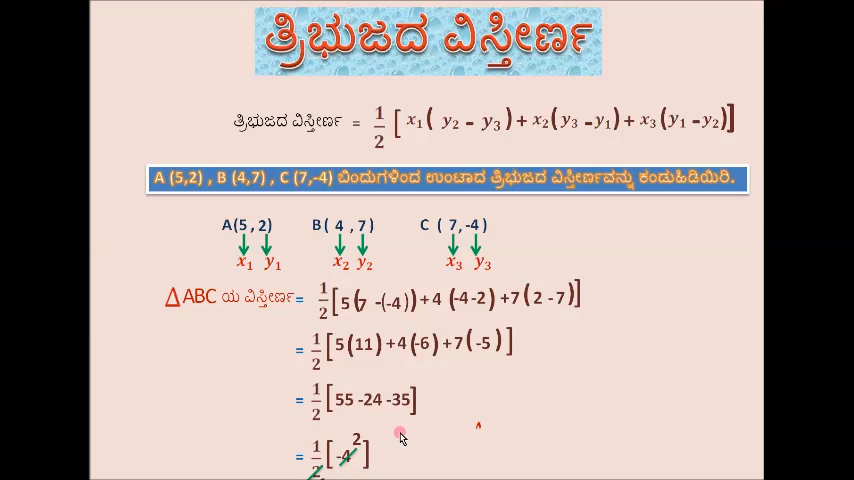 ತ್ರಿಭುಜದ ವಿಸ್ತೀರ್ಣ
ತ್ರಿಭುಜದ ವಿಸ್ತೀರ್ಣ = 1/2 [ x₁( y₂ − y₃ ) + x₂(y₃ −y₁) + x₃(y₁ −y₂)]
A (5,2) , B (4,7) , C (7,-4) ಬಿಂದುಗಳಿಂದ ಉಂಟಾದ ತ್ರಿಭುಜದ ವಿಸ್ತೀರ್ಣವನ್ನು ಕಂಡುಹಿಡಿಯಿರಿ.
A(5, 2) B( 4 , 7 ) C ( 7, -4 )
x₁ y₁ x₂ y₂ x₃ y₃
Δ ABC ಯ ವಿಸ್ತೀರ್ಣ = 1/2 [ 5 (7 -(-4)) +4 (-4 -2) +7 ( 2 - 7)]
= 1/2 [ 5 (11) +4( -6) +7( -5 ) ]
= 1/2 [ 55 -24 -35]
= 1/2 [ -4 2 ]